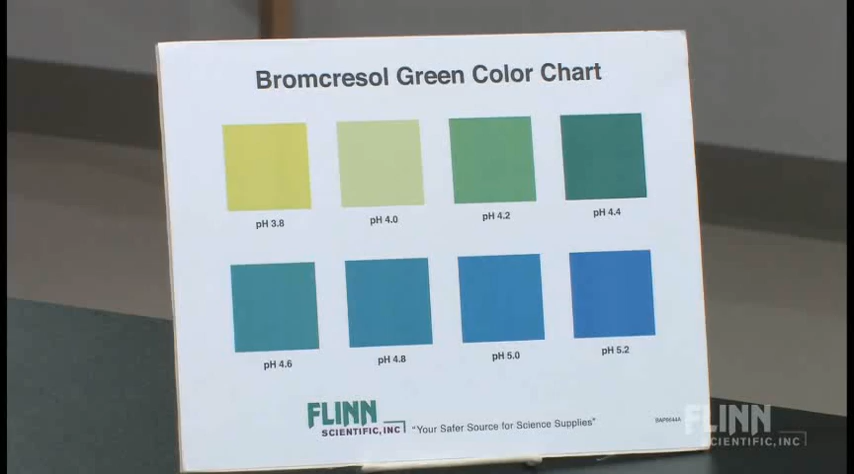 Bromcresol Green Color Chart
pH 3.8
pH 4.0
pH 4.2
pH 4.4
pH 4.6
pH 4.8
pH 5.0
pH 5.2
FLINN
SCIENTIFIC, INC
"Your Safer Source for Science Supplies"
FLINN
SCIENTIFIC, INC